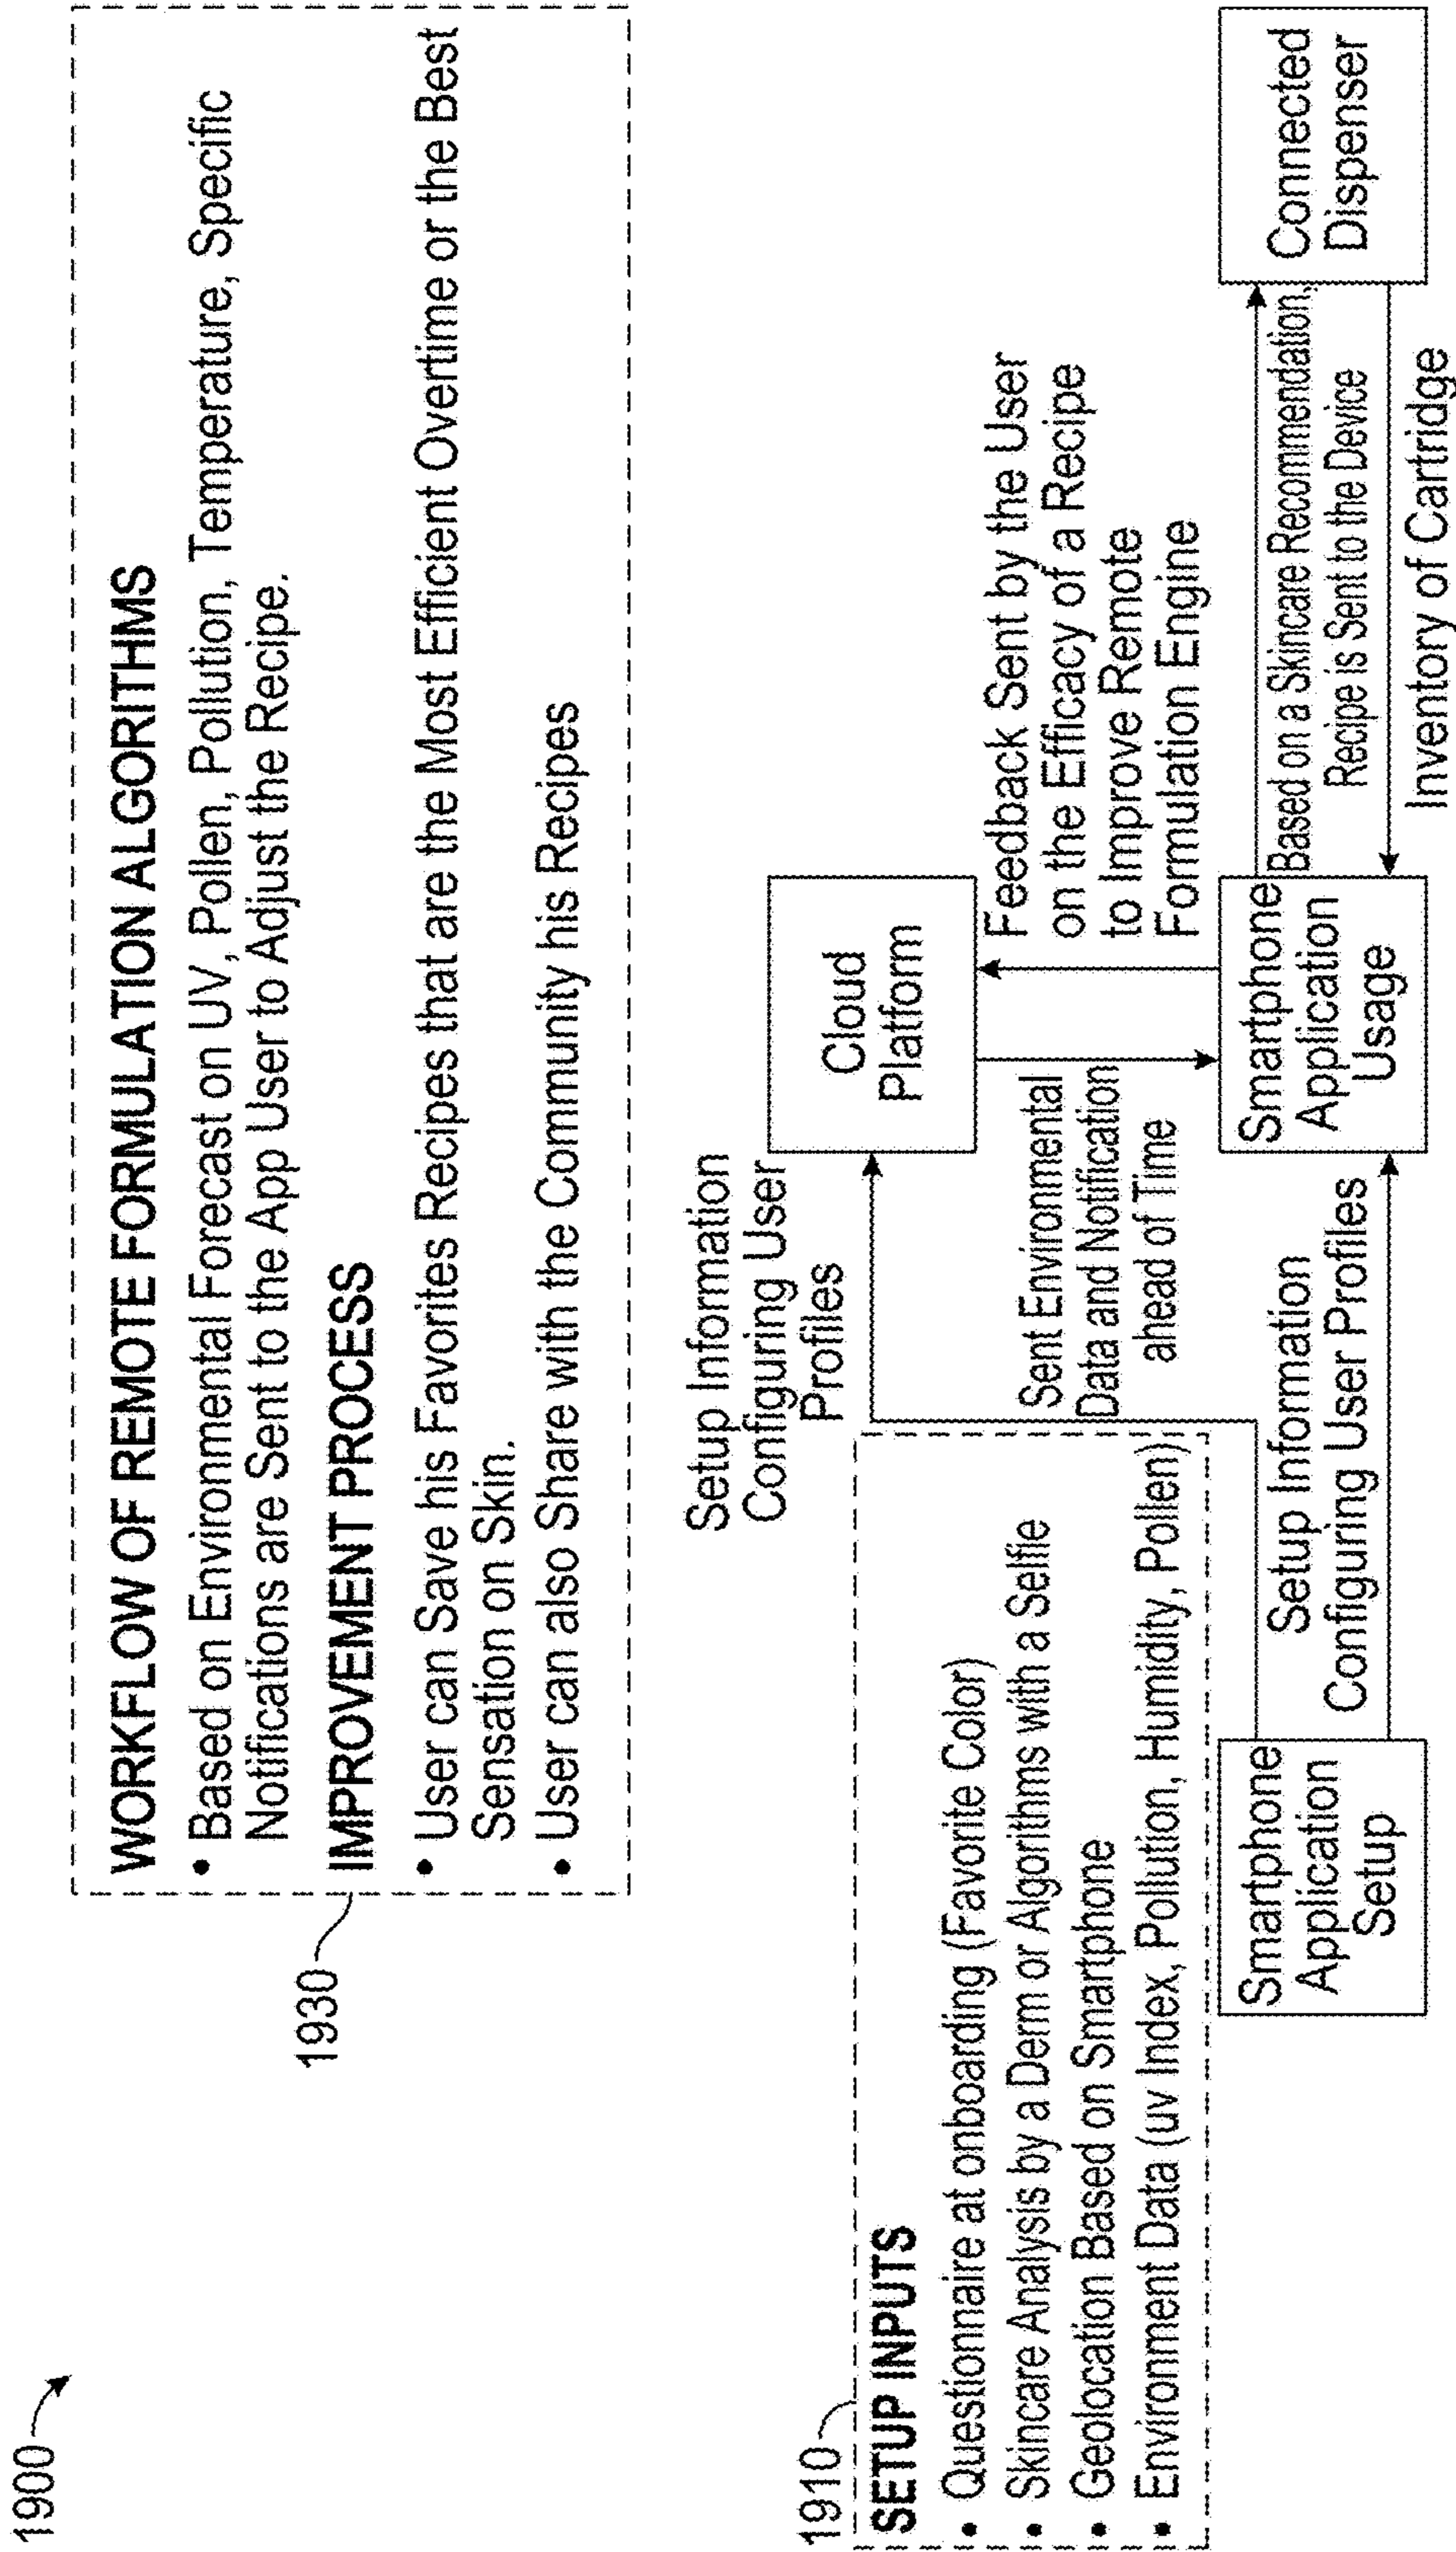 1900
WORKFLOW OF REMOTE FORMULATION ALGORITHMS
• Based on Environmental Forecast on UV, Pollen, Pollution, Temperature, Specific
Notifications are Sent to the App User to Adjust the Recipe.
IMPROVEMENT PROCESS
• User can Save his Favorites Recipes that are the Most Efficient Overtime or the Best
Sensation on Skin.
• User can also Share with the Community his Recipes
1930
1910
SETUP INPUTS
• Questionnaire at onboarding (Favorite Color)
• Skincare Analysis by a Derm or Algorithms with a Selfie
• Geolocation Based on Smartphone
• Environment Data (uv Index, Pollution, Humidity, Pollen)
Setup Information
Configuring User
Profiles
Cloud
Platform
Sent Environmental
Data and Notification
ahead of Time
Feedback Sent by the User
on the Efficacy of a Recipe
to Improve Remote
Formulation Engine
Smartphone
Application
Setup
Setup Information
Configuring User Profiles
Smartphone
Application
Usage
Based on a Skincare Recommendation,
Recipe is Sent to the Device
Inventory of Cartridge
Connected
Dispenser